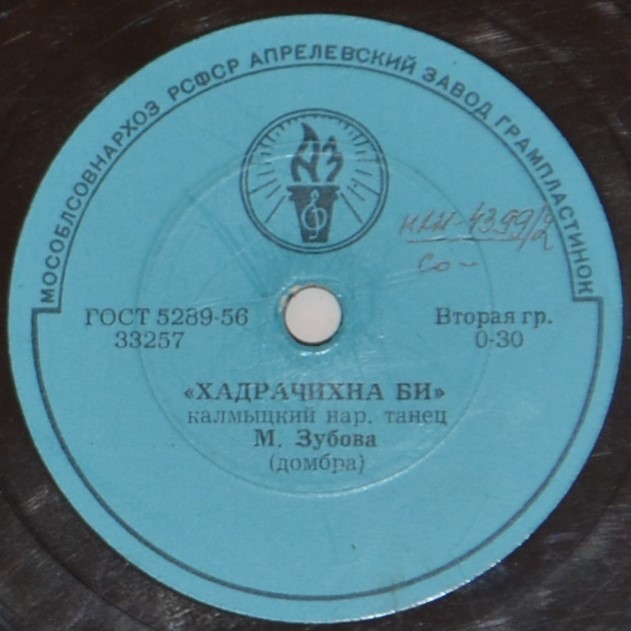 МОСОБЛСОВНАРХОЗ РСФСР АПРЕЛЕВСКИЙ ЗАВОД ГРАМПЛАСТИНОК
АЗ
ГОСТ 5289-56
33257
Вторая гр.
0-30
«ХАДРАЧИХНА БИ»
калмыцкий нар. танец
М. Зубова
(домбра)